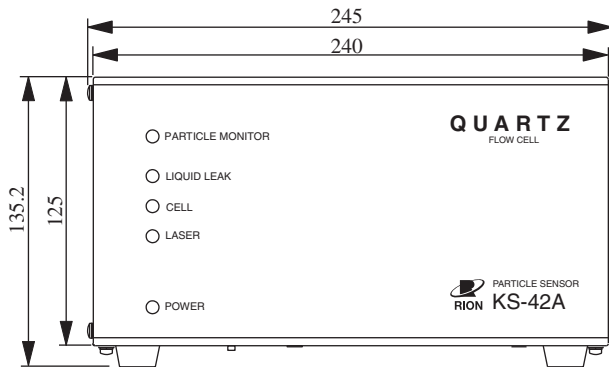 245
240
135.2
125
QUARTZ
FLOW CELL
PARTICLE MONITOR
LIQUID LEAK
CELL
LASER
POWER
PARTICLE SENSOR
RION KS-42A